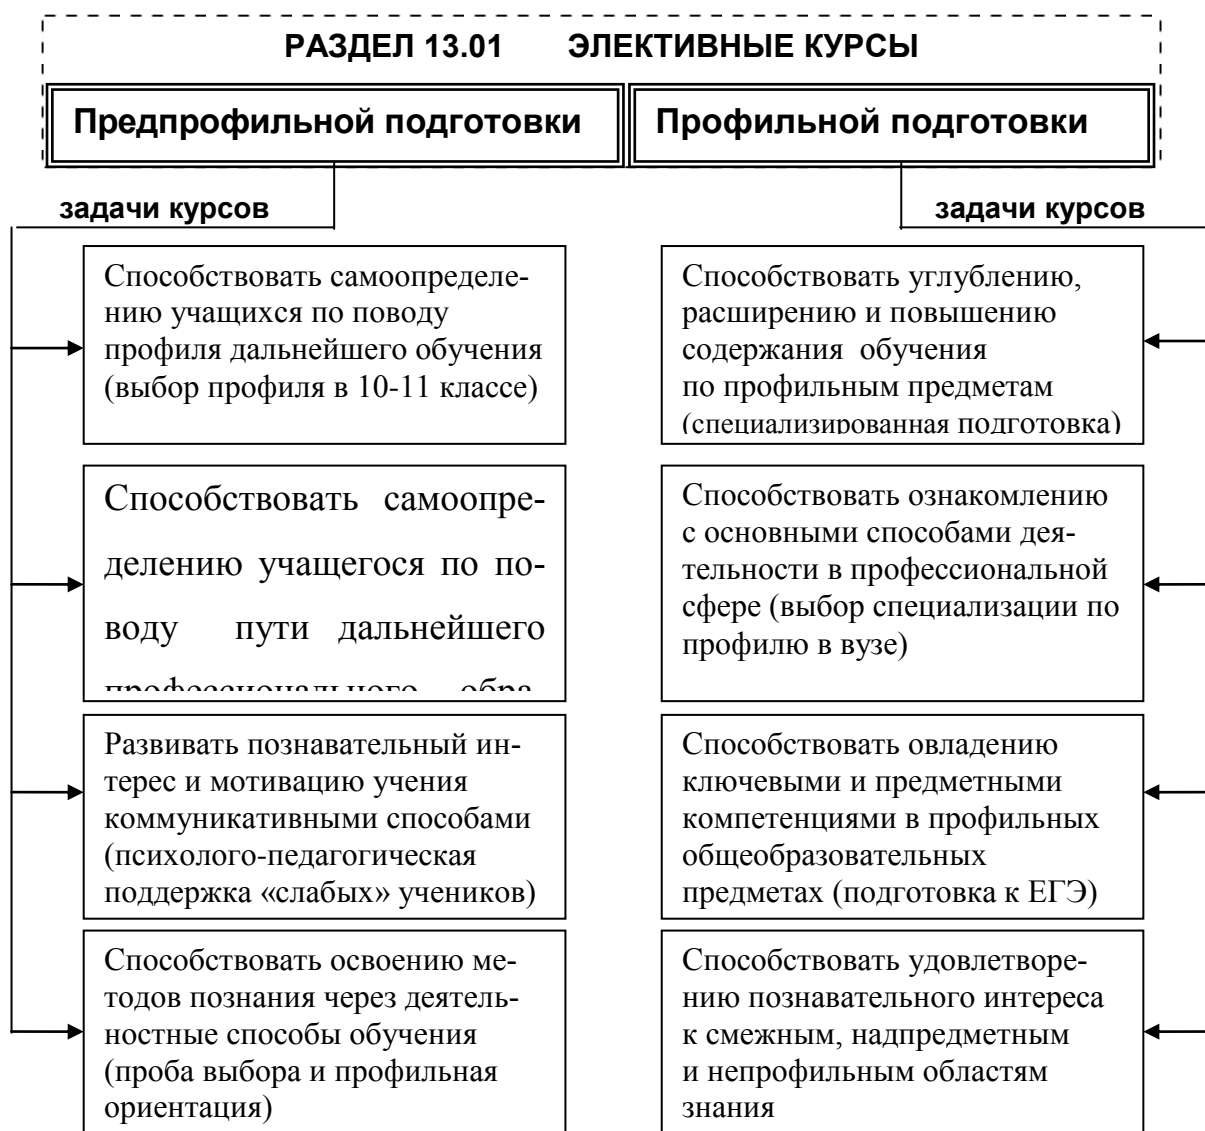 РАЗДЕЛ 13.01 ЭЛЕКТИВНЫЕ КУРСЫ
Предпрофильной подготовки
Профильной подготовки
задачи курсов
Способствовать самоопределе-
нию учащихся по поводу
профиля дальнейшего обучения
(выбор профиля в 10-11 классе)
Способствовать самоопре-
делению учащегося по по-
воду пути дальнейшего
профессионального обра-
Развивать познавательный ин-
терес и мотивацию учения
коммуникативными способами
(психолого-педагогическая
поддержка «слабых» учеников)
Способствовать освоению ме-
тодов познания через деятель-
ностные способы обучения
(проба выбора и профильная
ориентация)
задачи курсов
Способствовать углублению,
расширению и повышению
содержания обучения
по профильным предметам
(специализированная подготовка)
Способствовать ознакомлению
с основными способами дея-
тельности в профессиональной
сфере (выбор специализации по
профилю в вузе)
Способствовать овладению
ключевыми и предметными
компетенциями в профильных
общеобразовательных
предметах (подготовка к ЕГЭ)
Способствовать удовлетворе-
нию познавательного интереса
к смежным, надпредметным
и непрофильным областям
знания